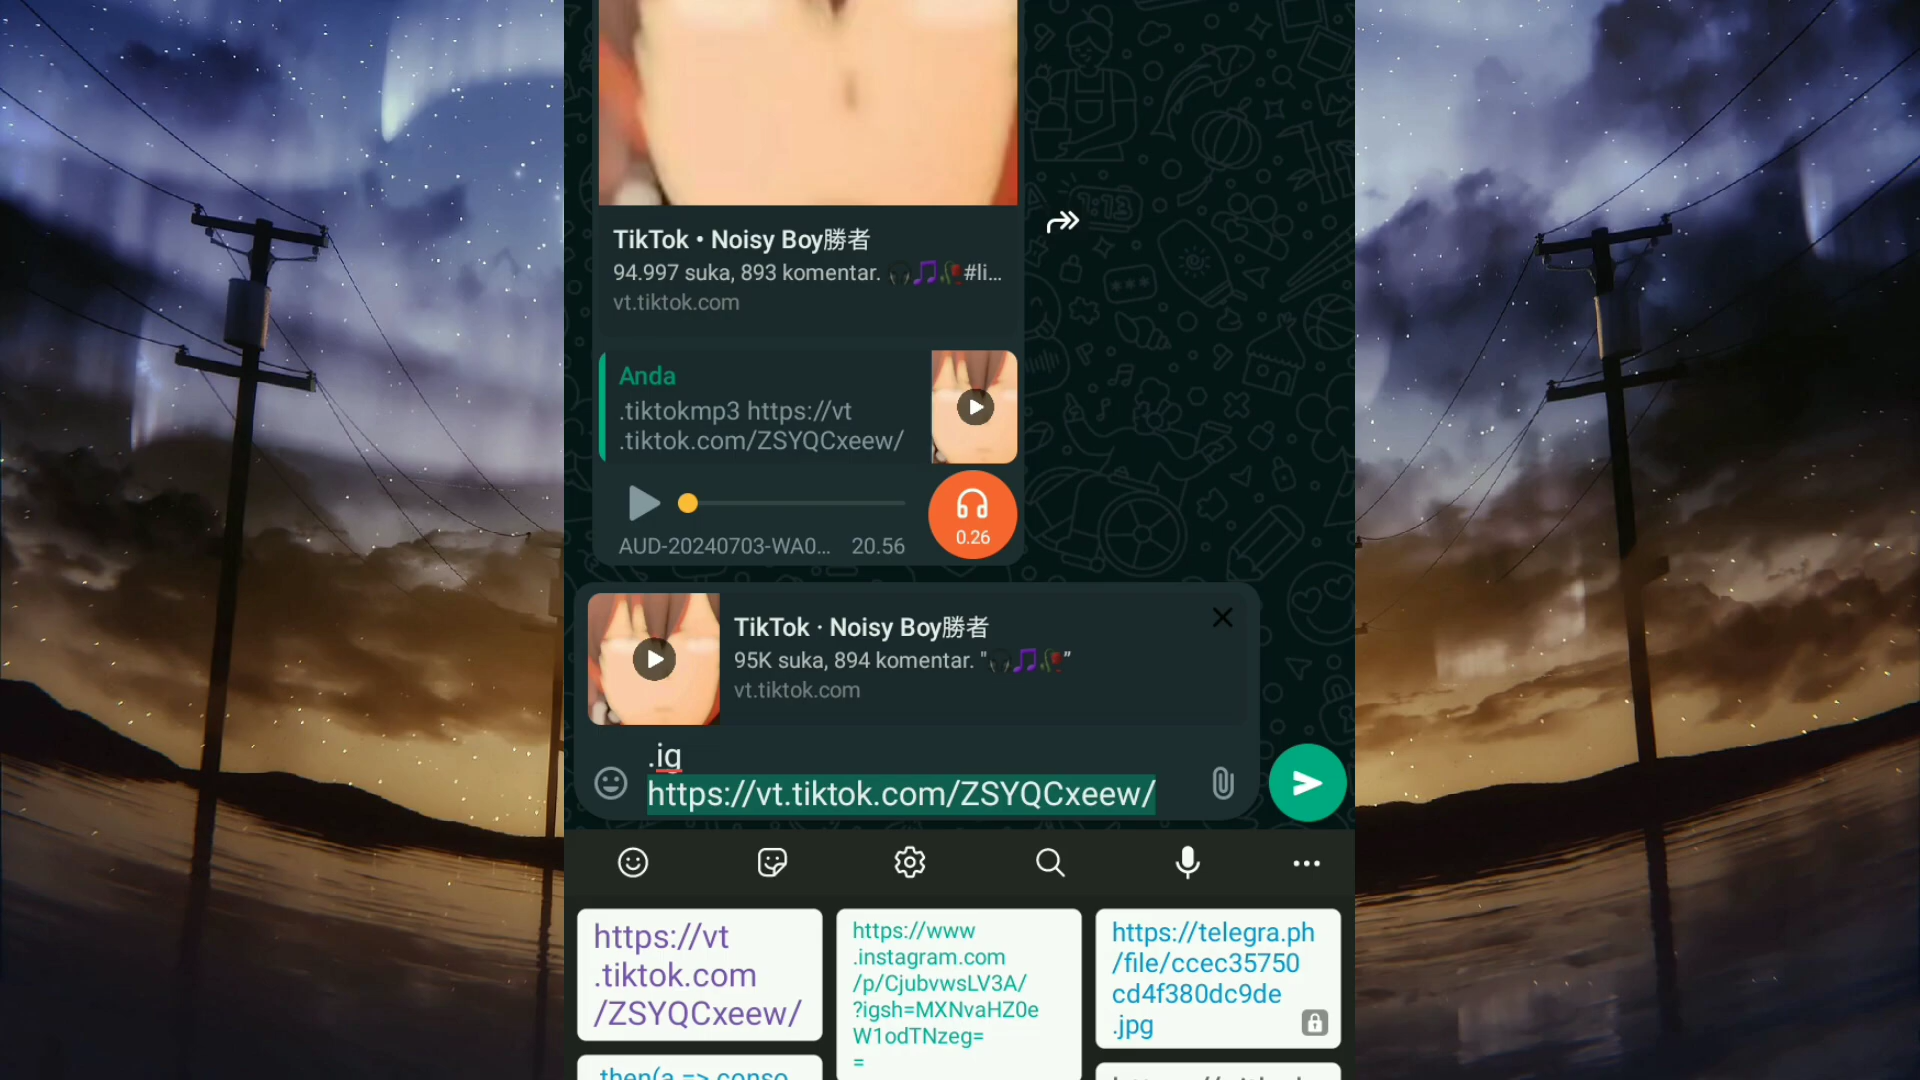 TikTok • Noisy Boy勝者
94.997 suka, 893 komentar. 🎧🎵🥀#li...
vt.tiktok.com
Anda
.tiktokmp3 https://vt
.tiktok.com/ZSYQCxeew/
AUD-20240703-WA0... 20.56
0.26
TikTok · Noisy Boy勝者
95K suka, 894 komentar. "🎧🎵🥀"
vt.tiktok.com
.ig
https://vt.tiktok.com/ZSYQCxeew/
https://vt
.tiktok.com
/ZSYQCxeew/
https://www
.instagram.com
/p/CjubvwsLV3A/
?igsh=MXNvaHZ0e
W1odTNzeg=
=
https://telegra.ph
/file/ccec35750
cd4f380dc9de
.jpg
.then(a => conso